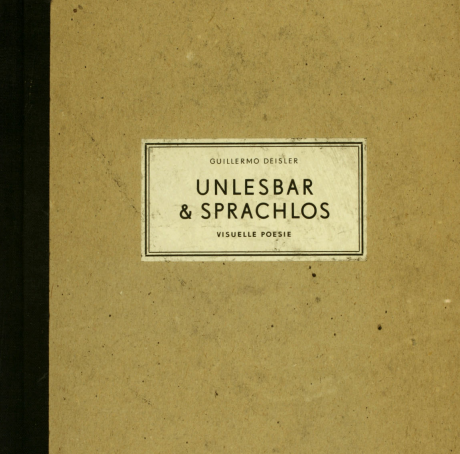 GUILLERMO DEISLER
UNLESBAR
& SPRACHLOS
VISUELLE POESIE